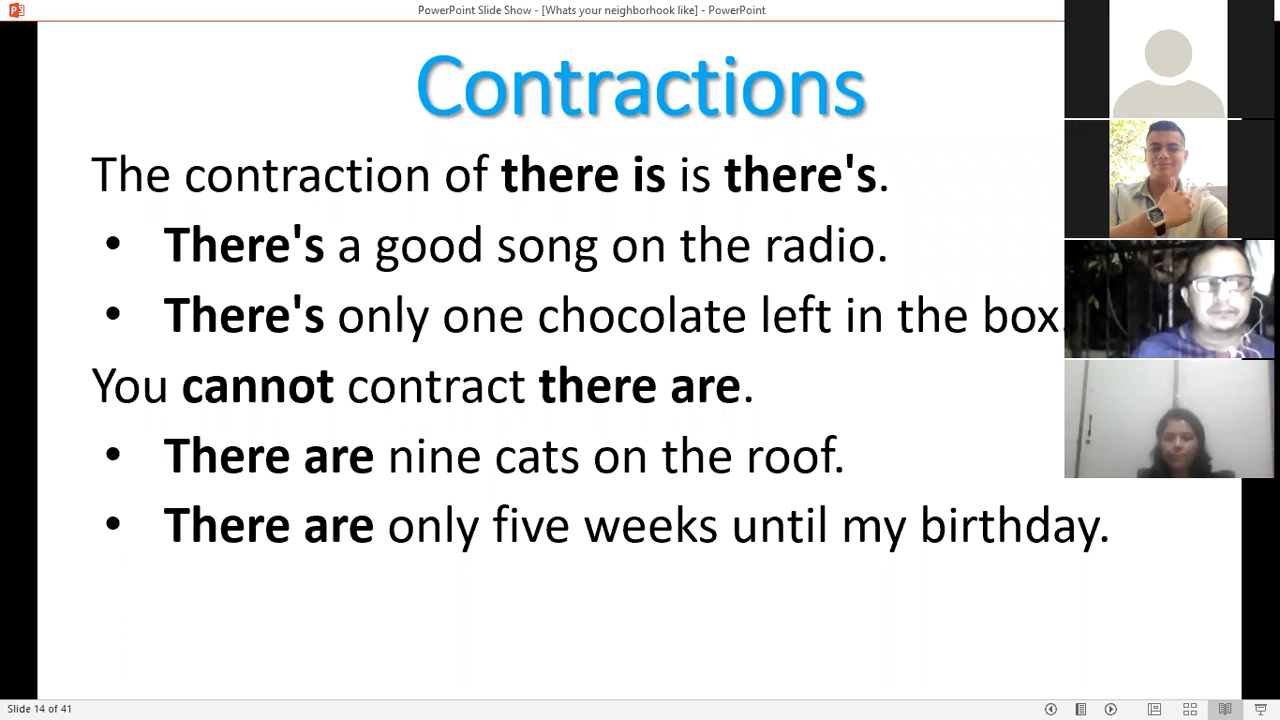 PowerPoint Slide Show - [Whats your neighborhook like] - PowerPoint
Contractions
The contraction of there is is there's.
• There's a good song on the radio.
• There's only one chocolate left in the box.
You cannot contract there are.
• There are nine cats on the roof.
• There are only five weeks until my birthday.
Slide 14 of 41